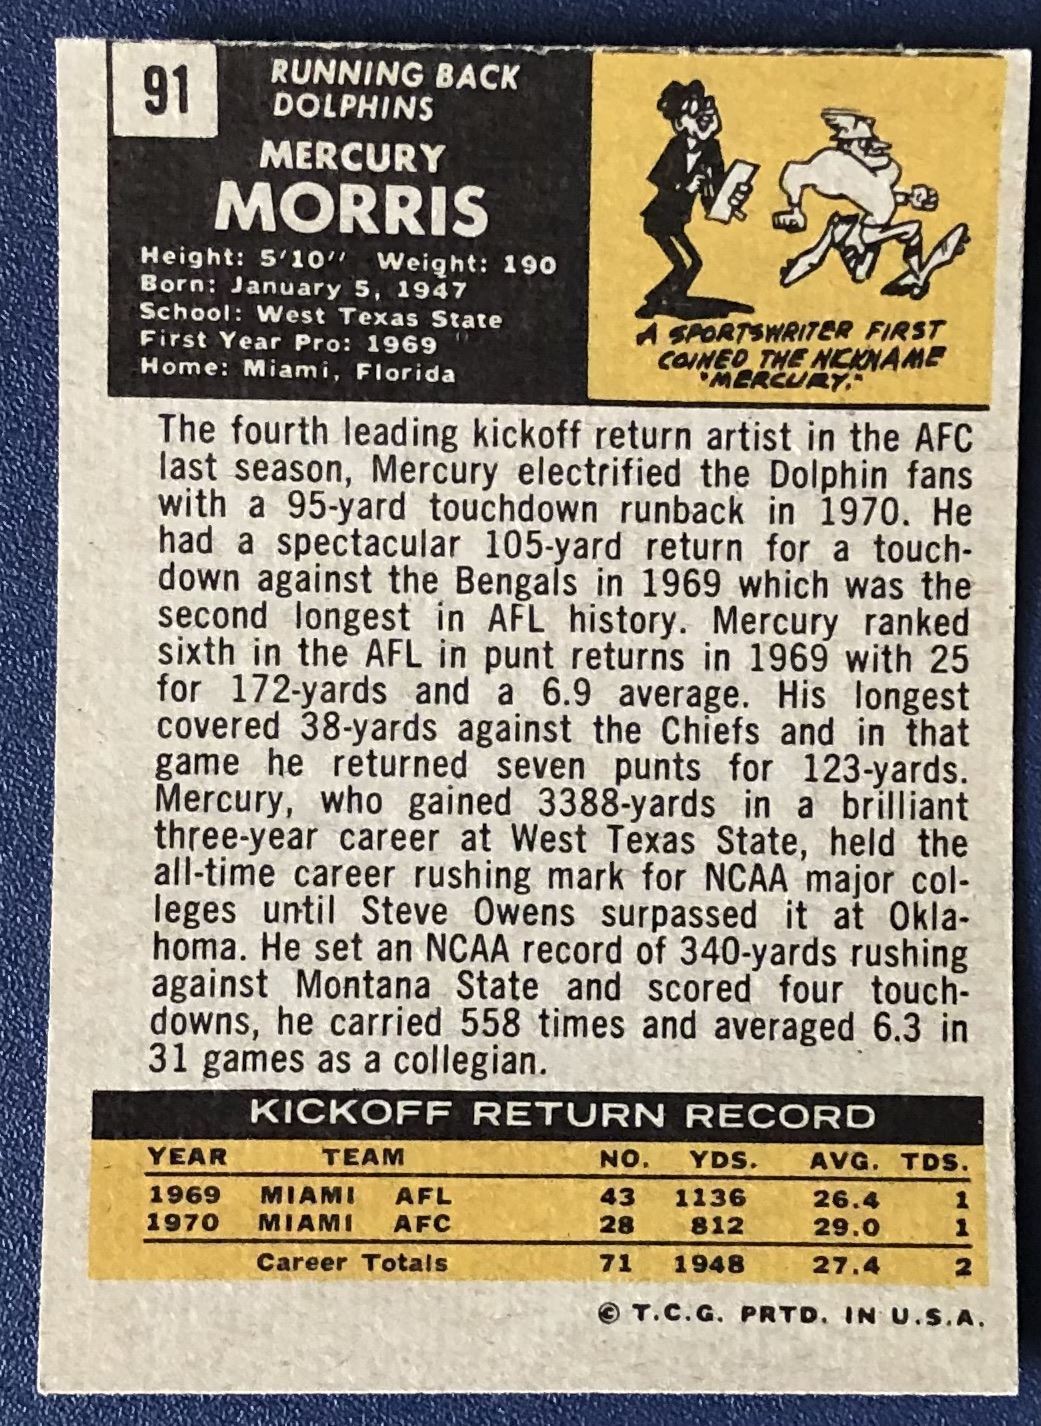 91
RUNNING BACK
DOLPHINS
MERCURY
MORRIS
Height: 5'10" Weight: 190
Born: January 5, 1947
School: West Texas State
First Year Pro: 1969
Home: Miami, Florida
A SPORTSWRITER FIRST
COINED THE NICKNAME
"MERCURY."
The fourth leading kickoff return artist in the AFC
last season, Mercury electrified the Dolphin fans
with a 95-yard touchdown runback in 1970. He
had a spectacular 105-yard return for a touch-
down against the Bengals in 1969 which was the
second longest in AFL history. Mercury ranked
sixth in the AFL in punt returns in 1969 with 25
for 172-yards and a 6.9 average. His longest
covered 38-yards against the Chiefs and in that
game he returned seven punts for 123-yards.
Mercury, who gained 3388-yards in a brilliant
three-year career at West Texas State, held the
all-time career rushing mark for NCAA major col-
leges until Steve Owens surpassed it at Okla-
homa. He set an NCAA record of 340-yards rushing
against Montana State and scored four touch-
downs, he carried 558 times and averaged 6.3 in
31 games as a collegian.
KICKOFF RETURN RECORD
YEAR TEAM NO. YDS. AVG. TDS.
1969 MIAMI AFL 43 1136 26.4 1
1970 MIAMI AFC 28 812 29.0 1
Career Totals 71 1948 27.4 2
© T.C.G. PRTD. IN U.S.A.